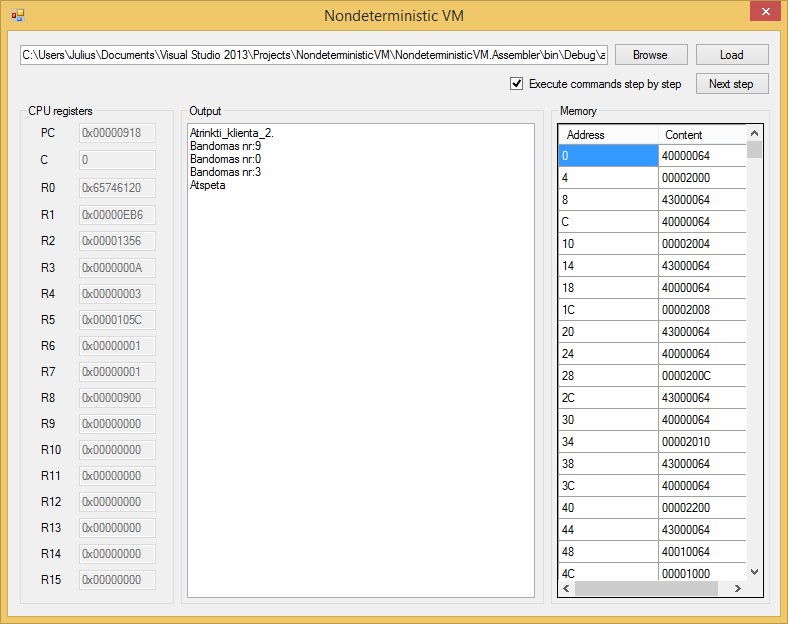 Nondeterministic VM
C:\Users\Julius\Documents\Visual Studio 2013\Projects\NondeterministicVM\NondeterministicVM.Assembler\bin\Debug\a
Browse
Load
Execute commands step by step
Next step
CPU registers
PC 0x00000918
C 0
R0 0x65746120
R1 0x00000EB6
R2 0x00001356
R3 0x0000000A
R4 0x00000003
R5 0x0000105C
R6 0x00000001
R7 0x00000001
R8 0x00000900
R9 0x00000000
R10 0x00000000
R11 0x00000000
R12 0x00000000
R13 0x00000000
R14 0x00000000
R15 0x00000000
Output
Atrinkti_klienta_2.
Bandomas nr:9
Bandomas nr:0
Bandomas nr:3
Atspeta
Memory
Address Content
0 40000064
4 00002000
8 43000064
C 40000064
10 00002004
14 43000064
18 40000064
1C 00002008
20 43000064
24 40000064
28 0000200C
2C 43000064
30 40000064
34 00002010
38 43000064
3C 40000064
40 00002200
44 43000064
48 40010064
4C 00001000